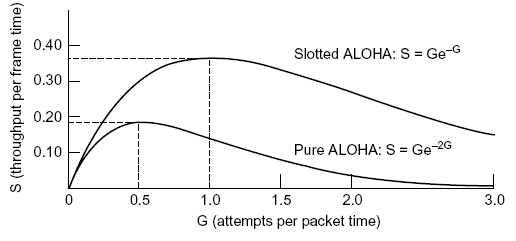 S (throughput per frame time)
0.40
0.30
0.20
0.10
Slotted ALOHA: S = Ge–G
Pure ALOHA: S = Ge–2G
0
0.5
1.0
1.5
2.0
3.0
G (attempts per packet time)